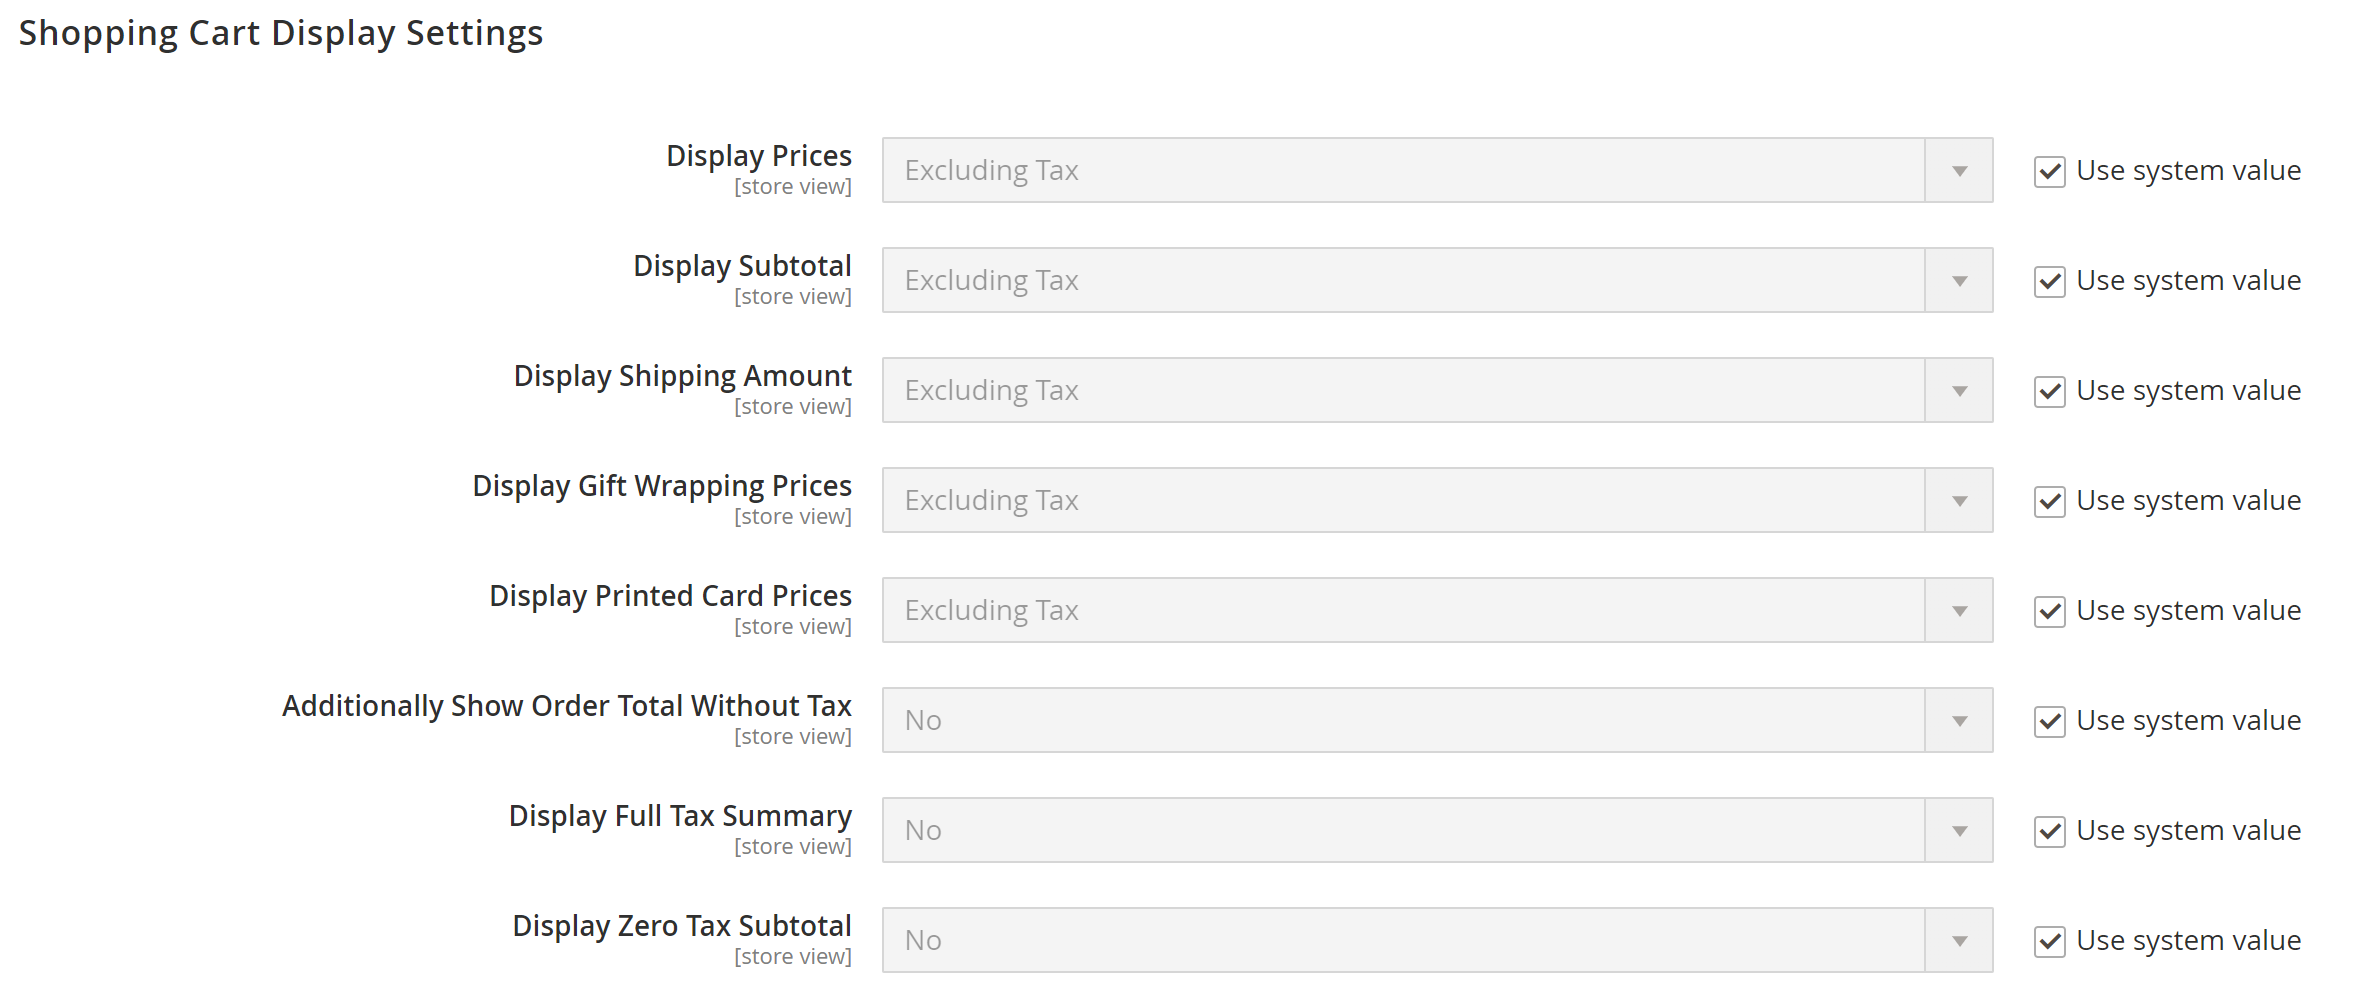 Shopping Cart Display Settings
Display Prices
[store view]
Excluding Tax
Use system value
Display Subtotal
[store view]
Excluding Tax
Use system value
Display Shipping Amount
[store view]
Excluding Tax
Use system value
Display Gift Wrapping Prices
[store view]
Excluding Tax
Use system value
Display Printed Card Prices
[store view]
Excluding Tax
Use system value
Additionally Show Order Total Without Tax
[store view]
No
Use system value
Display Full Tax Summary
[store view]
No
Use system value
Display Zero Tax Subtotal
[store view]
No
Use system value